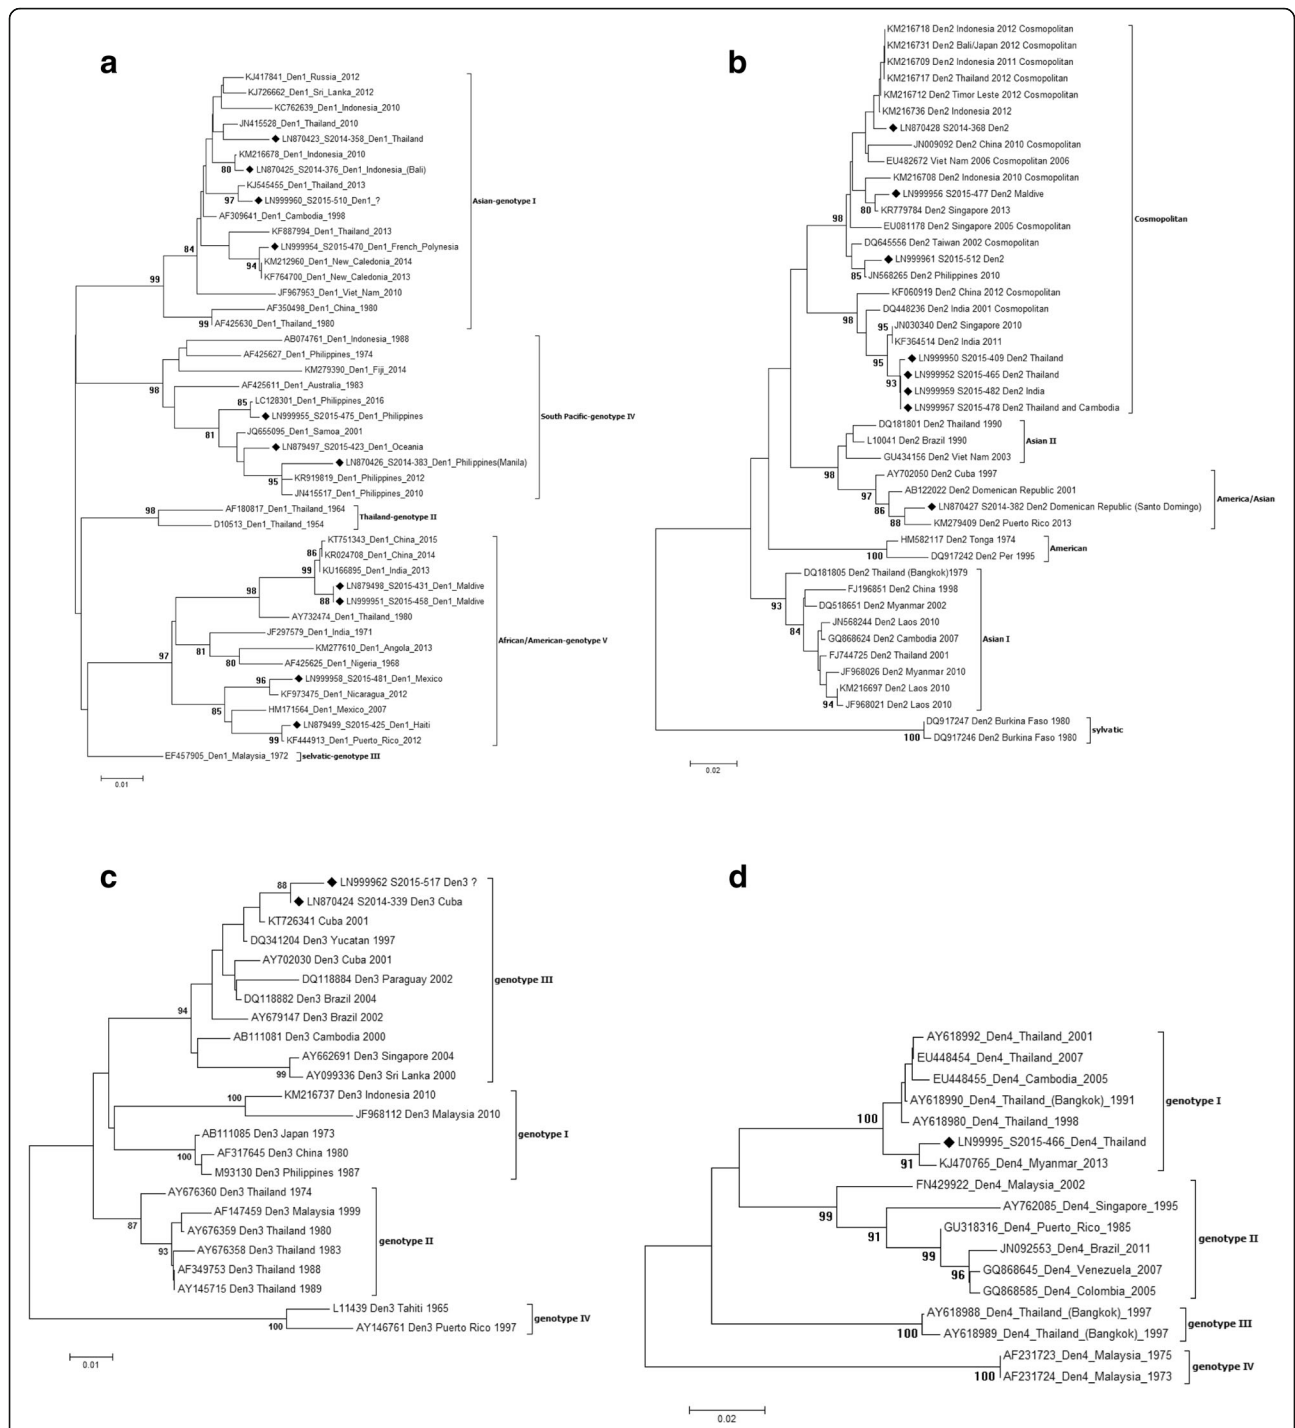 a
KJ417841_Den1_Russia_2012
KJ726662_Den1_Sri_Lanka_2012
KC762639_Den1_Indonesia_2010
JN415528_Den1_Thailand_2010
LN870423_S2014-358_Den1_Thailand
KM216678_Den1_Indonesia_2010
80
LN870425_S2014-376_Den1_Indonesia_(Bali)
KJ545455_Den1_Thailand_2013
97
LN999960_S2015-510_Den1_?
Asian-genotype I
AF309641_Den1_Cambodia_1998
KF887994_Den1_Thailand_2013
84
LN999954_S2015-470_Den1_French_Polynesia
KM212960_Den1_New_Caledonia_2014
94
KF764700_Den1_New_Caledonia_2013
99
JF967953_Den1_Viet_Nam_2010
AF350498_Den1_China_1980
99
AF425630_Den1_Thailand_1980
AB074761_Den1_Indonesia_1988
AF425627_Den1_Philippines_1974
KM279390_Den1_Fiji_2014
98
AF425611_Den1_Australia_1983
85
LC128301_Den1_Philippines_2016
LN999955_S2015-475_Den1_Philippines
South Pacific-genotype IV
81
JQ655095_Den1_Samoa_2001
LN879497_S2015-423_Den1_Oceania
LN870426_S2014-383_Den1_Philippines(Manila)
95
KR919819_Den1_Philippines_2012
JN415517_Den1_Philippines_2010
98
AF180817_Den1_Thailand_1964
Thailand-genotype II
D10513_Den1_Thailand_1954
KT751343_Den1_China_2015
86
KR024708_Den1_China_2014
99
KU166895_Den1_India_2013
98
LN879498_S2015-431_Den1_Maldive
88
LN999951_S2015-458_Den1_Maldive
AY732474_Den1_Thailand_1980
JF297579_Den1_India_1971
African/American-genotype V
81
KM277610_Den1_Angola_2013
97
80
AF425625_Den1_Nigeria_1968
96
LN999958_S2015-481_Den1_Mexico
KF973475_Den1_Nicaragua_2012
85
HM171564_Den1_Mexico_2007
LN879499_S2015-425_Den1_Haiti
99
KF444913_Den1_Puerto_Rico_2012
EF457905_Den1_Malaysia_1972
selvatic-genotype III
0.01
b
KM216718 Den2 Indonesia 2012 Cosmopolitan
KM216731 Den2 Bali/Japan 2012 Cosmopolitan
KM216709 Den2 Indonesia 2011 Cosmopolitan
KM216717 Den2 Thailand 2012 Cosmopolitan
KM216712 Den2 Timor Leste 2012 Cosmopolitan
KM216736 Den2 Indonesia 2012
LN870428 S2014-368 Den2
JN009092 Den2 China 2010 Cosmopolitan
EU482672 Viet Nam 2006 Cosmopolitan 2006
KM216708 Den2 Indonesia 2010 Cosmopolitan
LN999956 S2015-477 Den2 Maldive
80
KR779784 Den2 Singapore 2013
98
Cosmopolitan
EU081178 Den2 Singapore 2005 Cosmopolitan
DQ645556 Den2 Taiwan 2002 Cosmopolitan
LN999961 S2015-512 Den2
85
JN568265 Den2 Philippines 2010
KF060919 Den2 China 2012 Cosmopolitan
DQ448236 Den2 India 2001 Cosmopolitan
98
95
JN030340 Den2 Singapore 2010
KF364514 Den2 India 2011
95
LN999950 S2015-409 Den2 Thailand
LN999952 S2015-465 Den2 Thailand
93
LN999959 S2015-482 Den2 India
LN999957 S2015-478 Den2 Thailand and Cambodia
DQ181801 Den2 Thailand 1990
L10041 Den2 Brazil 1990
Asian II
GU434156 Den2 Viet Nam 2003
98
AY702050 Den2 Cuba 1997
97
AB122022 Den2 Domenican Republic 2001
America/Asian
86
LN870427 S2014-382 Den2 Domenican Republic (Santo Domingo)
88
KM279409 Den2 Puerto Rico 2013
HM582117 Den2 Tonga 1974
American
100
DQ917242 Den2 Per 1995
DQ181805 Den2 Thailand (Bangkok)1979
FJ196851 Den2 China 1998
93
DQ518651 Den2 Myanmar 2002
JN568244 Den2 Laos 2010
84
GQ868624 Den2 Cambodia 2007
Asian I
FJ744725 Den2 Thailand 2001
JF968026 Den2 Myanmar 2010
KM216697 Den2 Laos 2010
94
JF968021 Den2 Laos 2010
DQ917247 Den2 Burkina Faso 1980
sylvatic
100
DQ917246 Den2 Burkina Faso 1980
0.02
c
88
LN999962 S2015-517 Den3 ?
LN870424 S2014-339 Den3 Cuba
KT726341 Cuba 2001
DQ341204 Den3 Yucatan 1997
AY702030 Den3 Cuba 2001
DQ118884 Den3 Paraguay 2002
genotype III
DQ118882 Den3 Brazil 2004
94
AY679147 Den3 Brazil 2002
AB111081 Den3 Cambodia 2000
AY662691 Den3 Singapore 2004
99
AY099336 Den3 Sri Lanka 2000
100
KM216737 Den3 Indonesia 2010
JF968112 Den3 Malaysia 2010
genotype I
AB111085 Den3 Japan 1973
100
AF317645 Den3 China 1980
M93130 Den3 Philippines 1987
AY676360 Den3 Thailand 1974
AF147459 Den3 Malaysia 1999
87
AY676359 Den3 Thailand 1980
genotype II
93
AY676358 Den3 Thailand 1983
AF349753 Den3 Thailand 1988
AY145715 Den3 Thailand 1989
L11439 Den3 Tahiti 1965
genotype IV
100
AY146761 Den3 Puerto Rico 1997
0.01
d
AY618992_Den4_Thailand_2001
EU448454_Den4_Thailand_2007
EU448455_Den4_Cambodia_2005
genotype I
AY618990_Den4_Thailand_(Bangkok)_1991
100
AY618980_Den4_Thailand_1998
LN99995_S2015-466_Den4_Thailand
91
KJ470765_Den4_Myanmar_2013
FN429922_Den4_Malaysia_2002
99
AY762085_Den4_Singapore_1995
91
GU318316_Den4_Puerto_Rico_1985
genotype II
99
JN092553_Den4_Brazil_2011
96
GQ868645_Den4_Venezuela_2007
GQ868585_Den4_Colombia_2005
AY618988_Den4_Thailand_(Bangkok)_1997
genotype III
100
AY618989_Den4_Thailand_(Bangkok)_1997
AF231723_Den4_Malaysia_1975
genotype IV
100
AF231724_Den4_Malaysia_1973
0.02